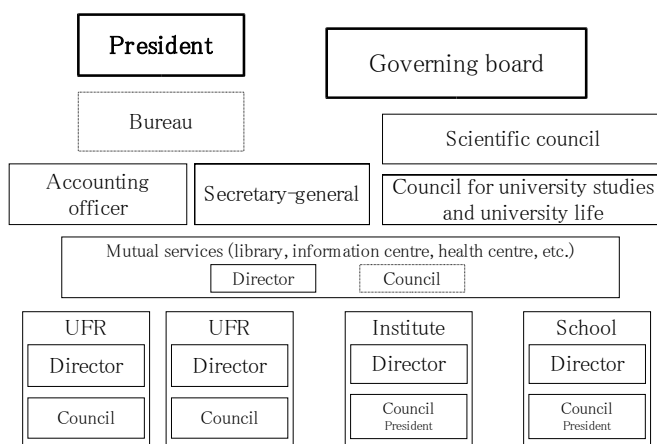 President
Governing board
Bureau
Scientific council
Accounting
officer
Secretary-general
Council for university studies
and university life
Mutual services (library, information centre, health centre, etc.)
Director
Council
UFR
Director
Council
UFR
Director
Council
Institute
Director
Council
President
School
Director
Council
President